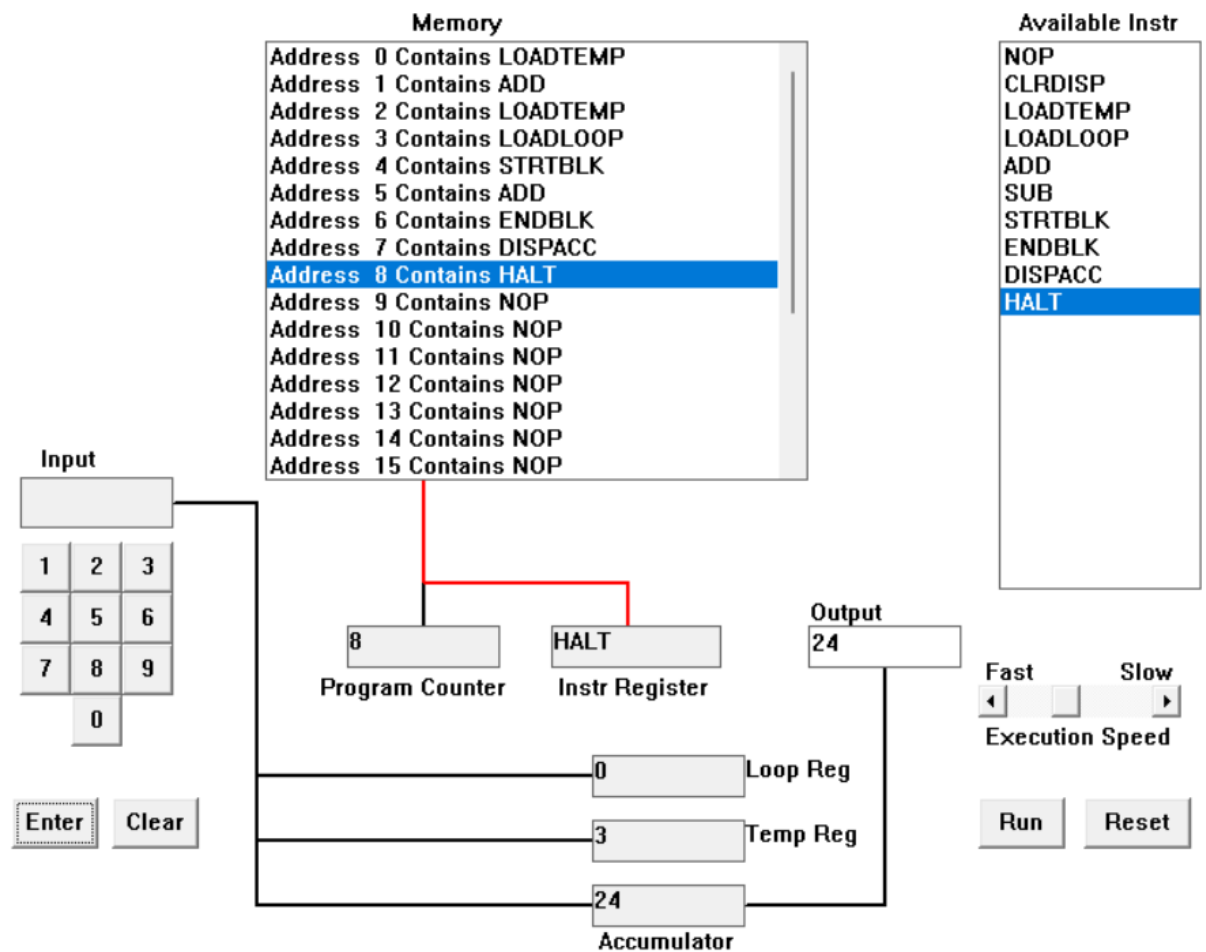 Memory
Address 0 Contains LOADTEMP
Address 1 Contains ADD
Address 2 Contains LOADTEMP
Address 3 Contains LOADLOOP
Address 4 Contains STRTBLK
Address 5 Contains ADD
Address 6 Contains ENDBLK
Address 7 Contains DISPACC
Address 8 Contains HALT
Address 9 Contains NOP
Address 10 Contains NOP
Address 11 Contains NOP
Address 12 Contains NOP
Address 13 Contains NOP
Address 14 Contains NOP
Address 15 Contains NOP
Available Instr
NOP
CLRDISP
LOADTEMP
LOADLOOP
ADD
SUB
STRTBLK
ENDBLK
DISPACC
HALT
Input
1 2 3
4 5 6
7 8 9
0
Enter Clear
8
Program Counter
HALT
Instr Register
Output
24
Fast Slow
Execution Speed
Run Reset
0 Loop Reg
3 Temp Reg
24
Accumulator